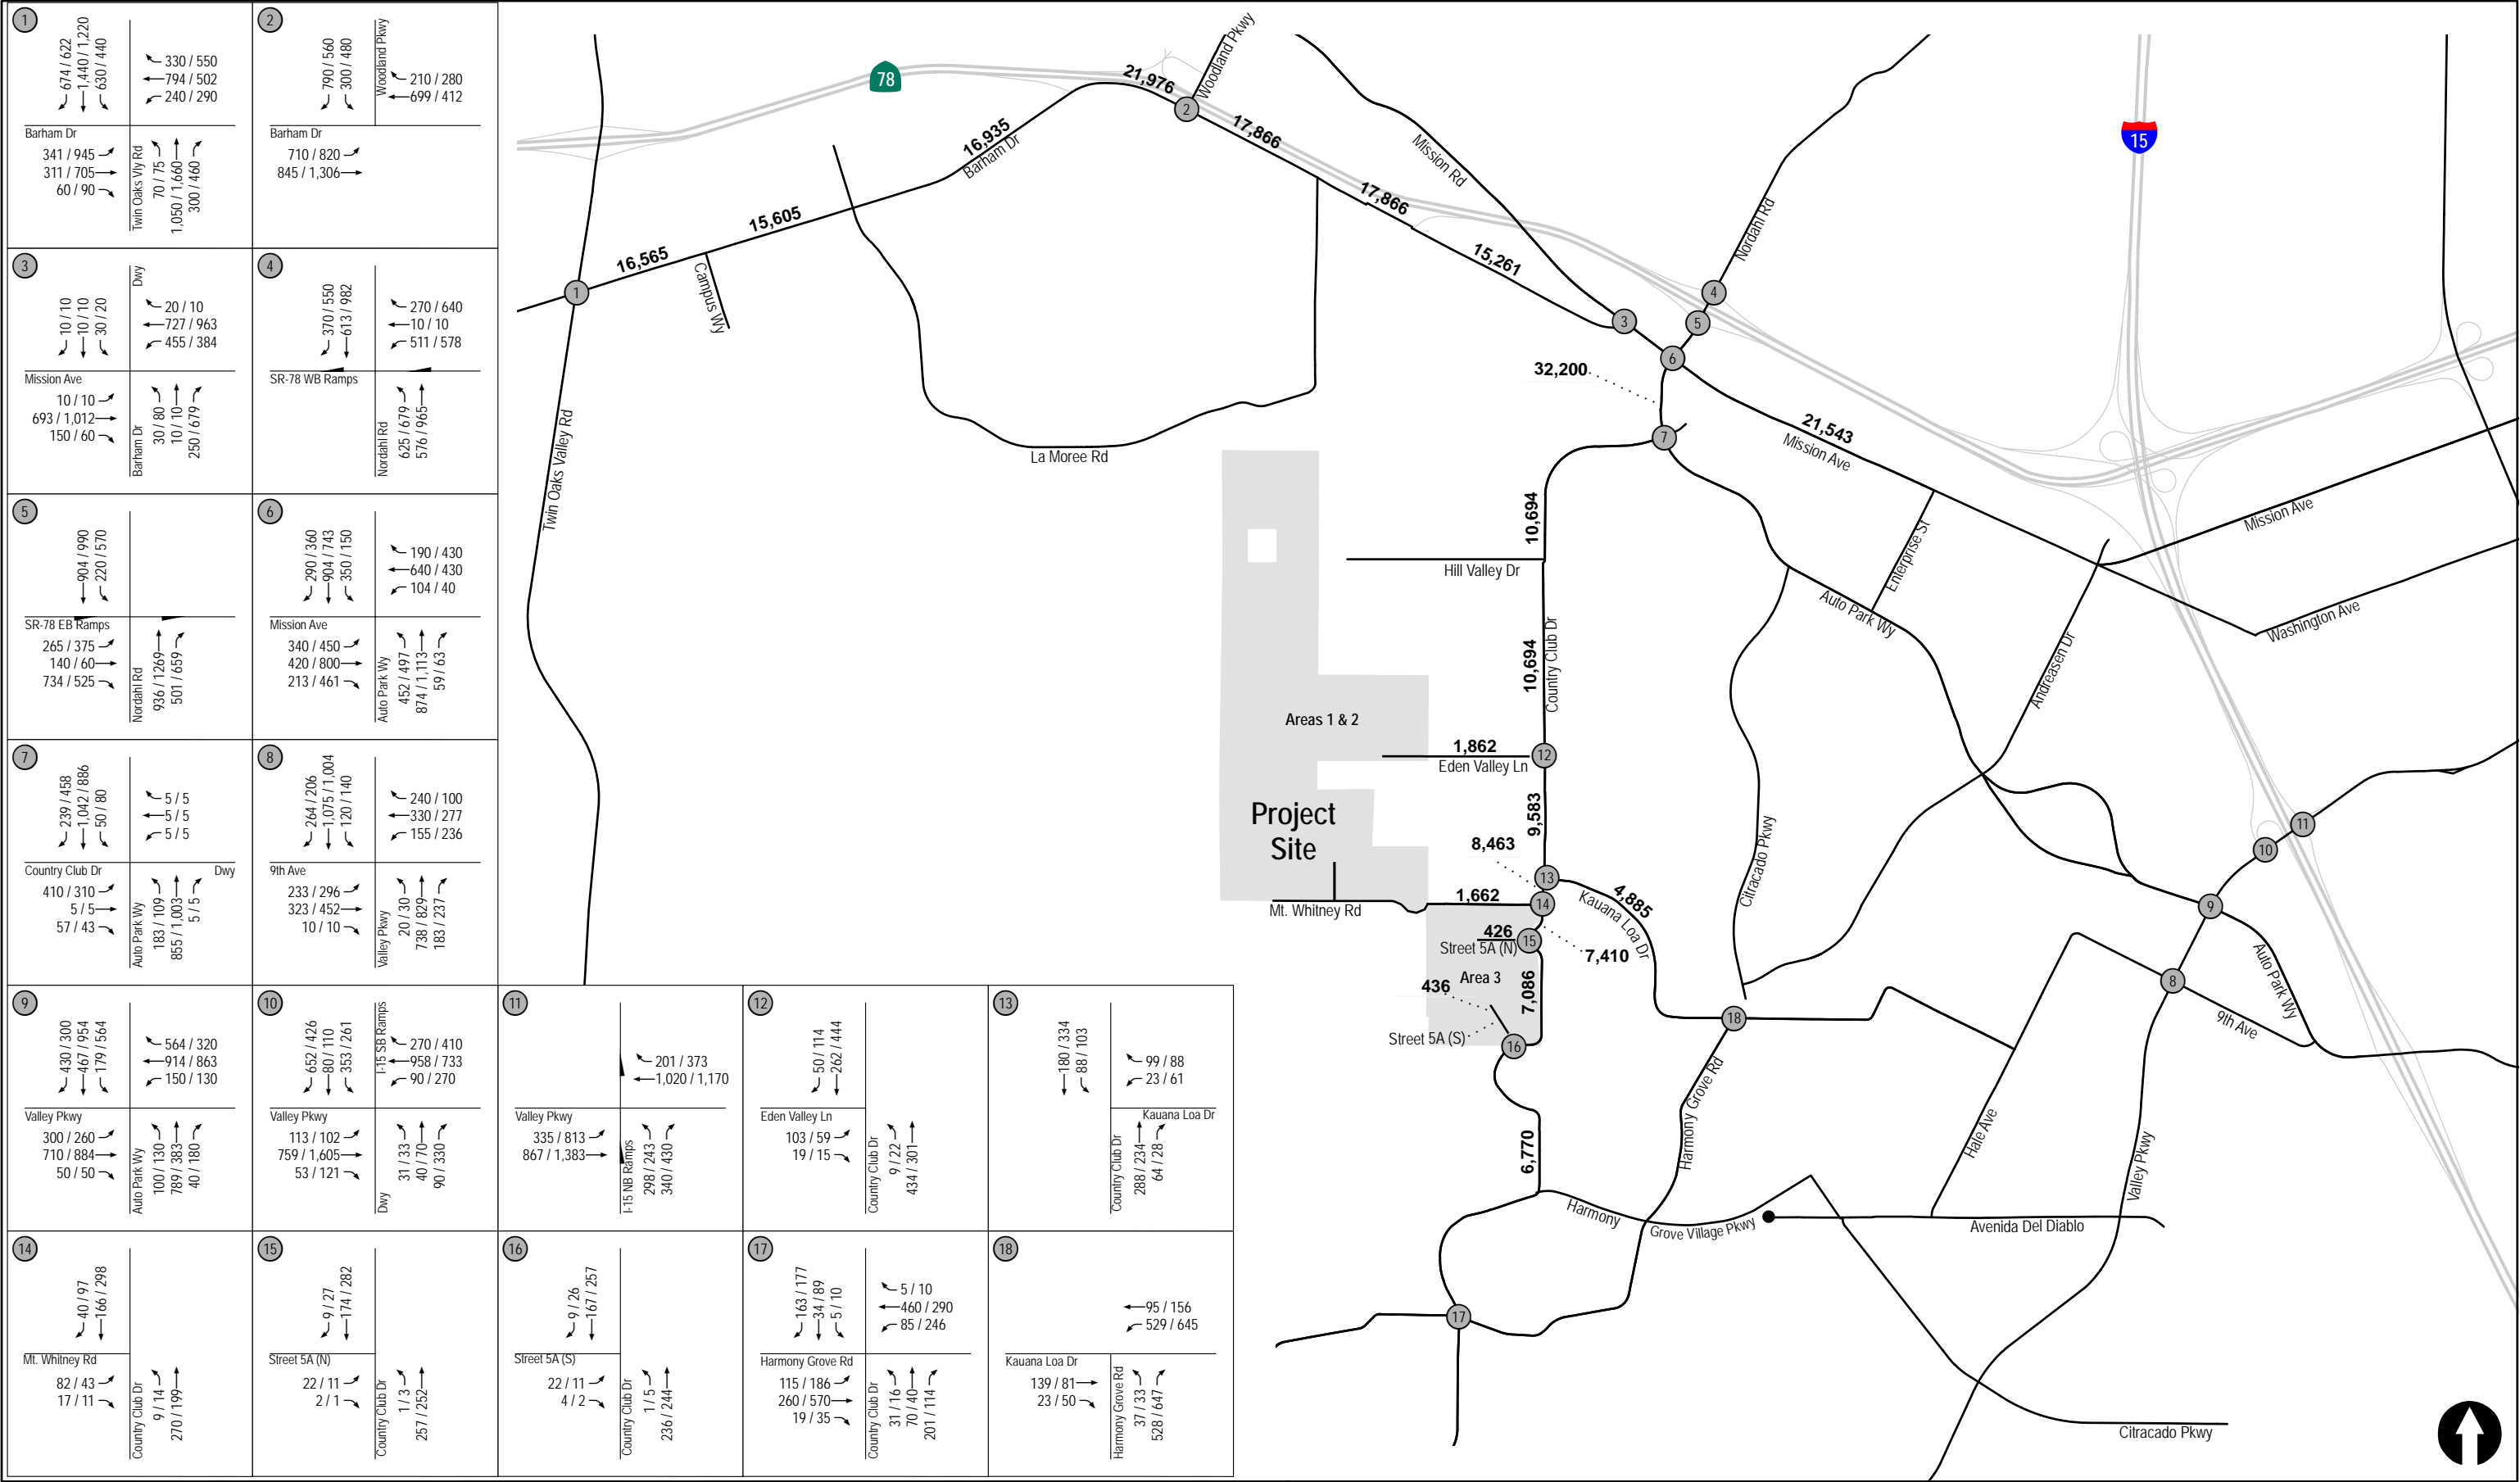 1
674 / 622
1,440 / 1,220
630 / 440
330 / 550
794 / 502
240 / 290
Barham Dr
341 / 945
311 / 705
60 / 90
Twin Oaks Vly Rd
70 / 75
1,050 / 1,660
300 / 460
2
790 / 560
300 / 480
Woodland Pkwy
210 / 280
699 / 412
Barham Dr
710 / 820
845 / 1,306
3
10 / 10
10 / 10
30 / 20
Dwy
20 / 10
727 / 963
455 / 384
Mission Ave
10 / 10
693 / 1,012
150 / 60
Barham Dr
30 / 80
10 / 10
250 / 679
4
370 / 550
613 / 982
270 / 640
10 / 10
511 / 578
SR-78 WB Ramps
Nordahl Rd
625 / 679
576 / 965
5
904 / 990
220 / 570
SR-78 EB Ramps
265 / 375
140 / 60
734 / 525
Nordahl Rd
936 / 1269
501 / 659
6
290 / 360
904 / 743
350 / 150
190 / 430
640 / 430
104 / 40
Mission Ave
340 / 450
420 / 800
213 / 461
Auto Park Wy
452 / 497
874 / 1,113
59 / 63
7
239 / 458
1,042 / 886
50 / 80
5 / 5
5 / 5
5 / 5
Country Club Dr
Dwy
410 / 310
5 / 5
57 / 43
Auto Park Wy
183 / 109
855 / 1,003
5 / 5
8
264 / 206
1,075 / 1,004
120 / 140
240 / 100
330 / 277
155 / 236
9th Ave
233 / 296
323 / 452
10 / 10
Valley Pkwy
20 / 30
738 / 829
183 / 237
9
430 / 300
467 / 954
179 / 564
564 / 320
914 / 863
150 / 130
Valley Pkwy
300 / 260
710 / 884
50 / 50
Auto Park Wy
100 / 130
789 / 383
40 / 180
10
652 / 426
80 / 110
353 / 261
I-15 SB Ramps
270 / 410
958 / 733
90 / 270
Valley Pkwy
113 / 102
759 / 1,605
53 / 121
Dwy
31 / 33
40 / 70
90 / 330
11
201 / 373
1,020 / 1,170
Valley Pkwy
335 / 813
867 / 1,383
I-15 NB Ramps
298 / 243
340 / 430
12
50 / 114
262 / 444
Eden Valley Ln
103 / 59
19 / 15
Country Club Dr
9 / 22
434 / 301
13
180 / 334
88 / 103
99 / 88
23 / 61
Kauana Loa Dr
Country Club Dr
288 / 234
64 / 28
14
40 / 97
166 / 298
Mt. Whitney Rd
82 / 43
17 / 11
Country Club Dr
9 / 14
270 / 199
15
9 / 27
174 / 282
Street 5A (N)
22 / 11
2 / 1
Country Club Dr
1 / 3
257 / 252
16
9 / 26
167 / 257
Street 5A (S)
22 / 11
4 / 2
Country Club Dr
1 / 5
236 / 244
17
163 / 177
34 / 89
5 / 10
5 / 10
460 / 290
85 / 246
Harmony Grove Rd
115 / 186
260 / 570
19 / 35
Country Club Dr
31 / 16
70 / 40
201 / 114
18
95 / 156
529 / 645
Kauana Loa Dr
139 / 81
23 / 50
Harmony Grove Rd
37 / 33
528 / 647
78
21,976
Woodland Pkwy
2
16,935
Barham Dr
17,866
Mission Rd
15
17,866
15,605
15,261
Nordahl Rd
16,565
Campus Wy
1
4
3
5
6
32,200
Twin Oaks Valley Rd
La Moree Rd
7
21,543
Mission Ave
10,694
Enterprise St
Mission Ave
Hill Valley Dr
Auto Park Wy
Washington Ave
10,694
Country Club Dr
Andreasen Dr
Areas 1 & 2
1,862
Eden Valley Ln
12
Project
Site
9,583
8,463
Citracado Pkwy
11
10
13
4,885
1,662
Mt. Whitney Rd
14
Kauana Loa Dr
9
426
Street 5A (N)
15
7,410
Area 3
7,086
436
8
Auto Park Wy
9th Ave
18
Street 5A (S)
16
Harmony Grove Rd
Hale Ave
Valley Pkwy
6,770
Harmony
Grove Village Pkwy
Avenida Del Diablo
17
Citracado Pkwy